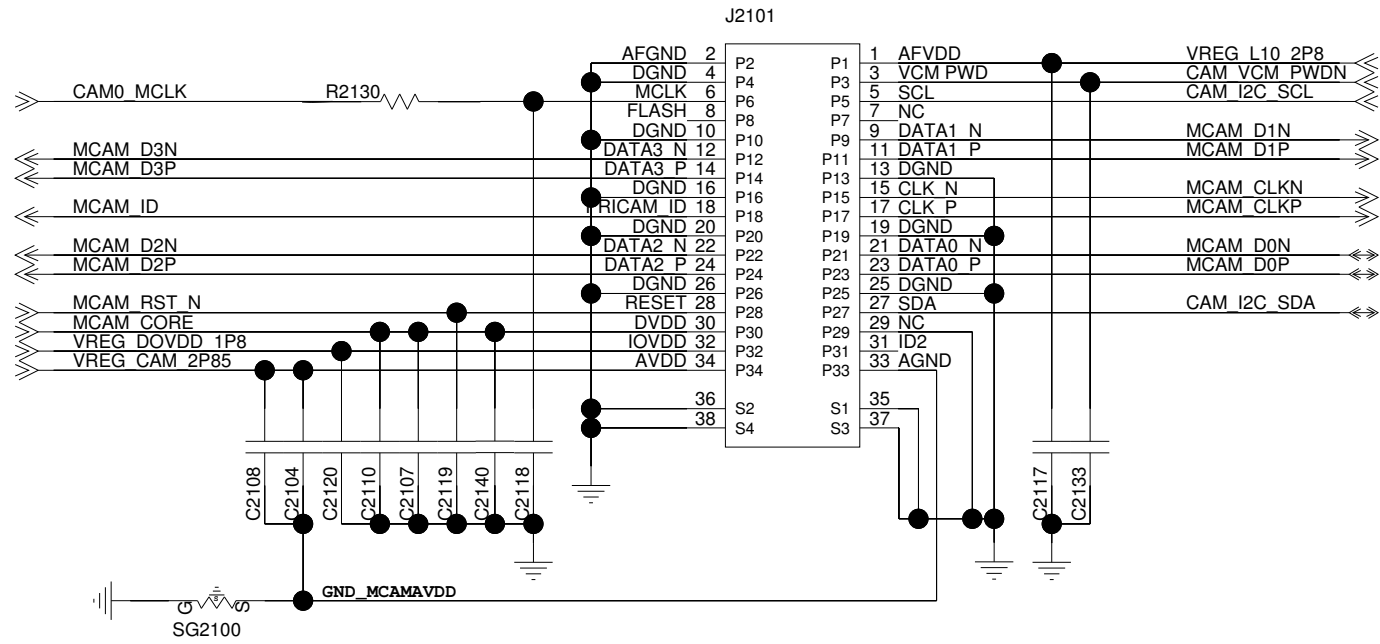 J2101
AFGND 2 P2 P1 1 AFVDD VREG_L10_2P8
DGND 4 P4 P3 3 VCM PWD CAM_VCM_PWDN
CAM0_MCLK R2130 MCLK 6 P6 P5 5 SCL CAM_I2C_SCL
FLASH 8 P8 P7 7 NC
DGND 10 P10 P9 9 DATA1_N MCAM_D1N
MCAM_D3N DATA3_N 12 P12 P11 11 DATA1_P MCAM_D1P
MCAM_D3P DATA3_P 14 P14 P13 13 DGND
DGND 16 P16 P15 15 CLK_N MCAM_CLKN
MCAM_ID PRICAM_ID 18 P18 P17 17 CLK_P MCAM_CLKP
DGND 20 P20 P19 19 DGND
MCAM_D2N DATA2_N 22 P22 P21 21 DATA0_N MCAM_D0N
MCAM_D2P DATA2_P 24 P24 P23 23 DATA0_P MCAM_D0P
DGND 26 P26 P25 25 DGND
MCAM_RST_N RESET 28 P28 P27 27 SDA CAM_I2C_SDA
MCAM_CORE DVDD 30 P30 P29 29 NC
VREG_DOVDD_1P8 IOVDD 32 P32 P31 31 ID2
VREG_CAM_2P85 AVDD 34 P34 P33 33 AGND
36 S2 S1 35
38 S4 S3 37
C2108 C2104 C2120 C2110 C2107 C2119 C2140 C2118 C2117 C2133
GND_MCAMAVDD
G S S
SG2100